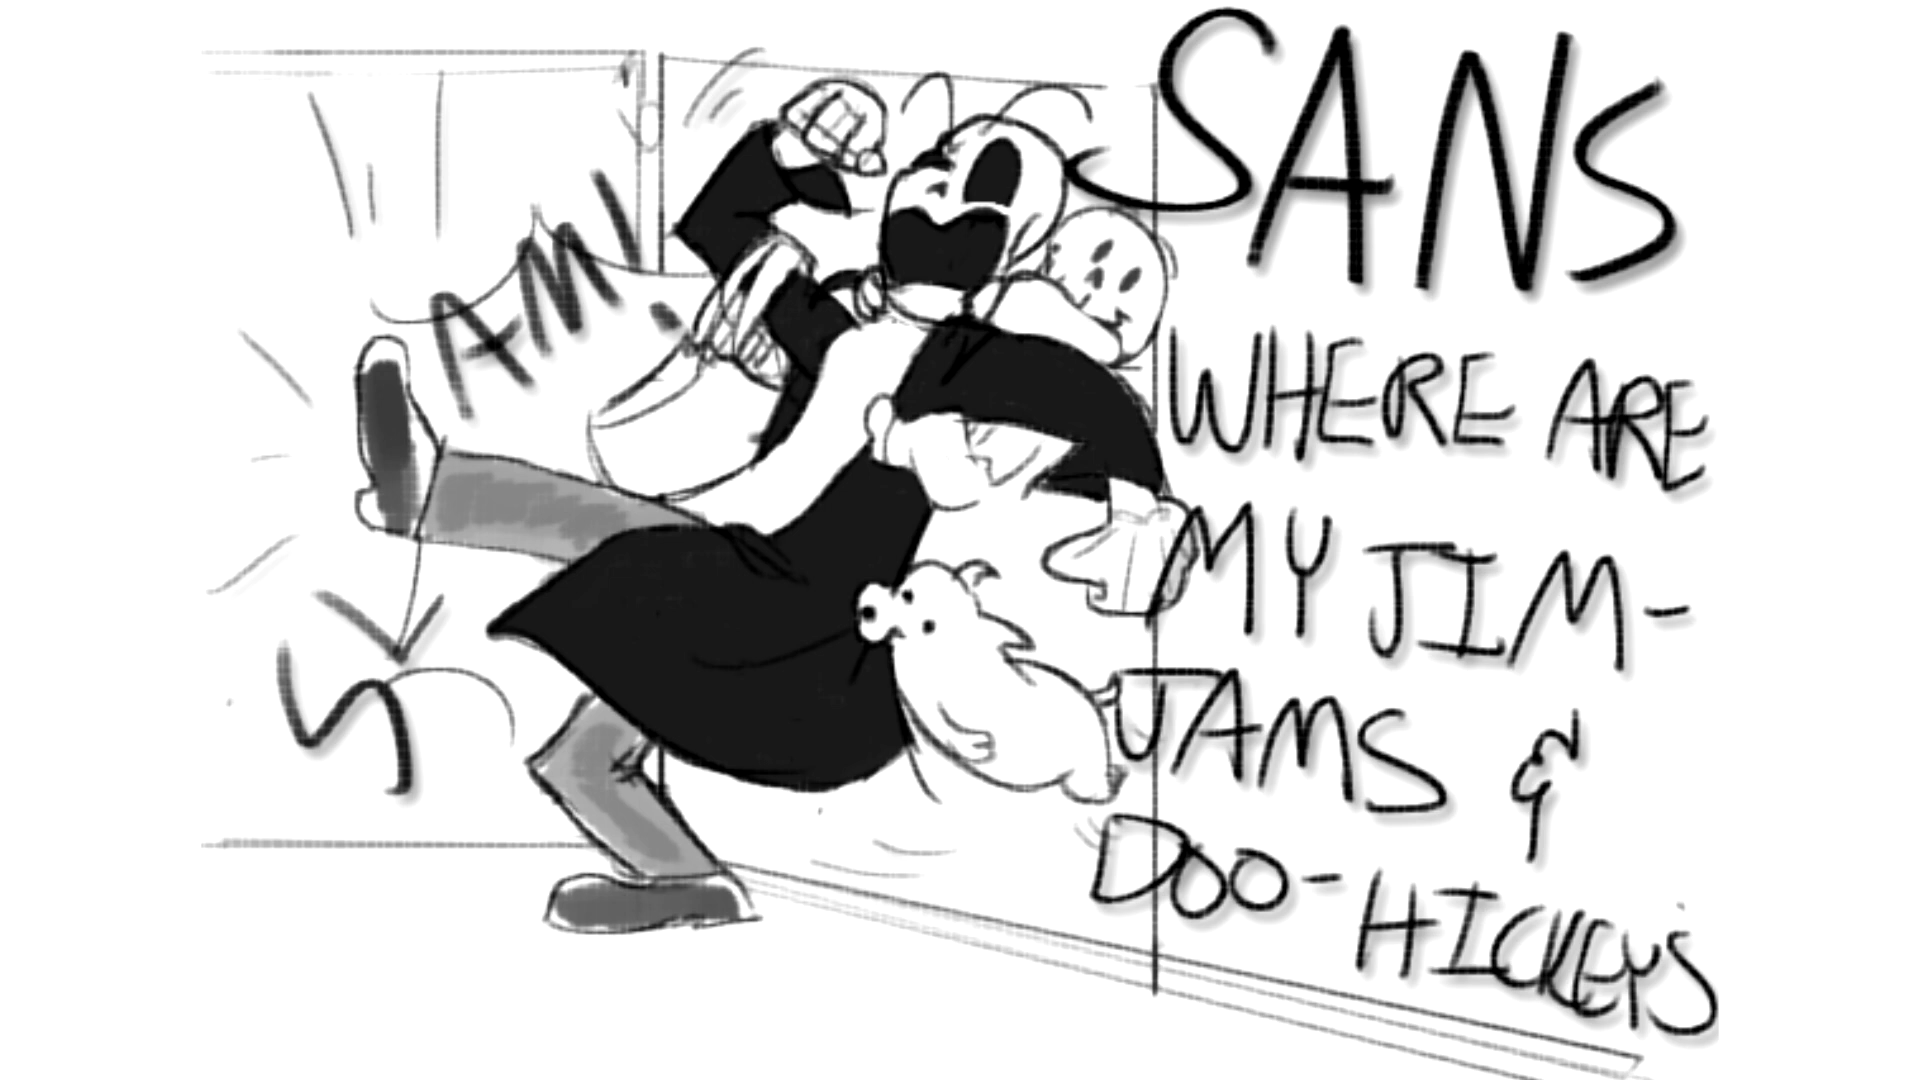 SLAM!
SANS
WHERE ARE
MY JIM-
JAMS &
DOO-HICKEYS